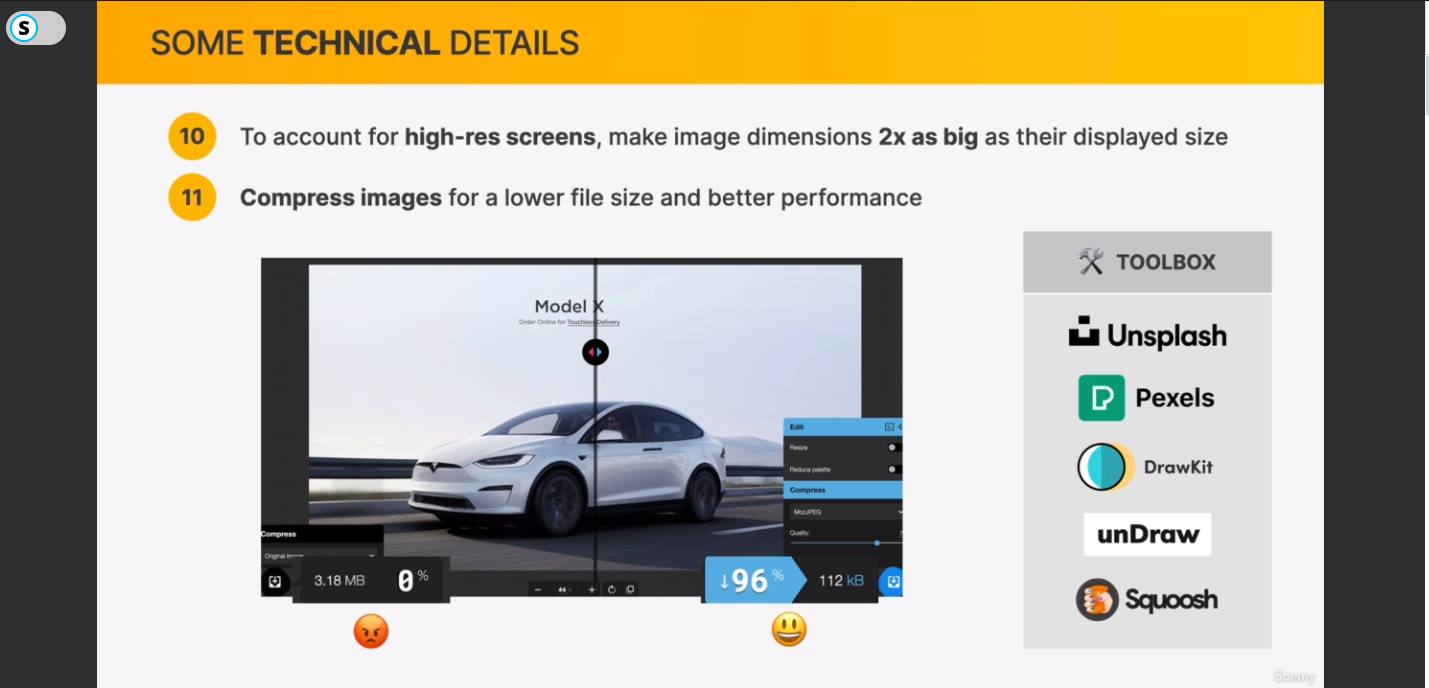 S
SOME TECHNICAL DETAILS
10 To account for high-res screens, make image dimensions 2x as big as their displayed size
11 Compress images for a lower file size and better performance
🛠 TOOLBOX
Unsplash
Pexels
DrawKit
unDraw
Squoosh
Model X
Order Online for Touchless Delivery
Edit
Resize
Reduce palette
Compress
MozJPEG
Quality: 7
Compress
Original Image
3.18 MB 0 %
− 44 +
↓96 % 112 kB
ûdemy